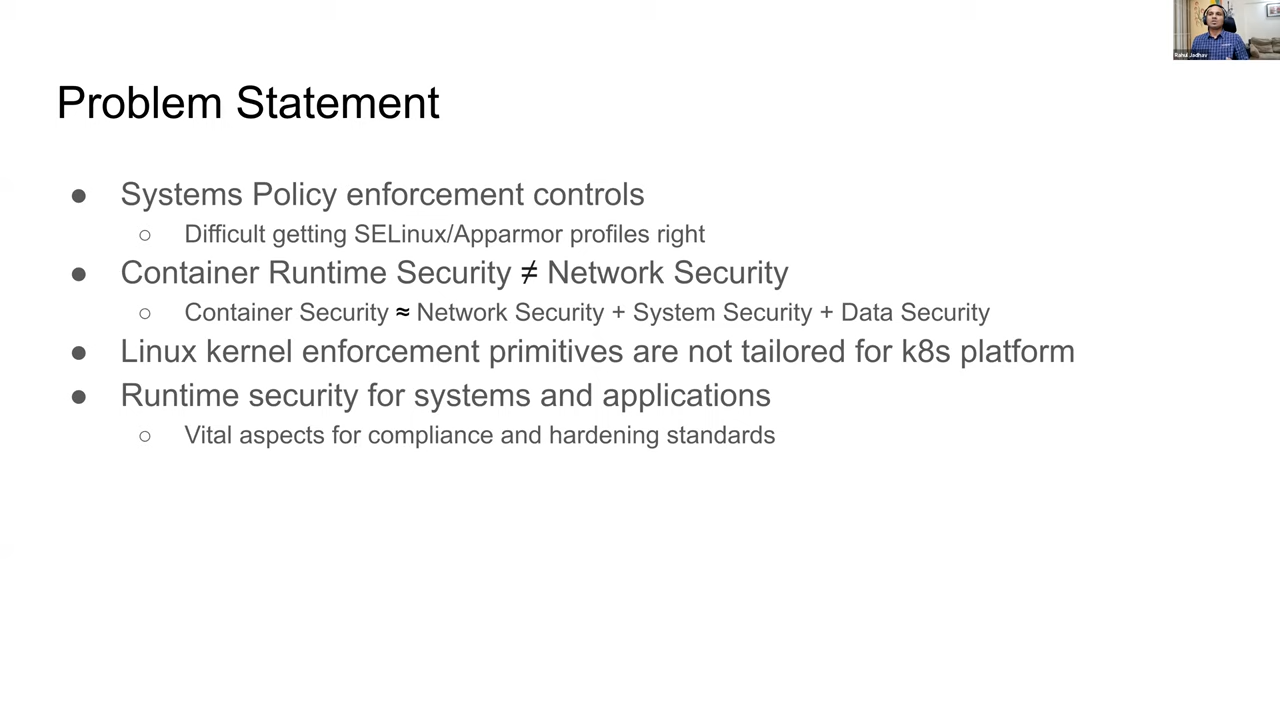 Rahul Jadhav
Problem Statement
● Systems Policy enforcement controls
○ Difficult getting SELinux/Apparmor profiles right
● Container Runtime Security ≠ Network Security
○ Container Security ≈ Network Security + System Security + Data Security
● Linux kernel enforcement primitives are not tailored for k8s platform
● Runtime security for systems and applications
○ Vital aspects for compliance and hardening standards